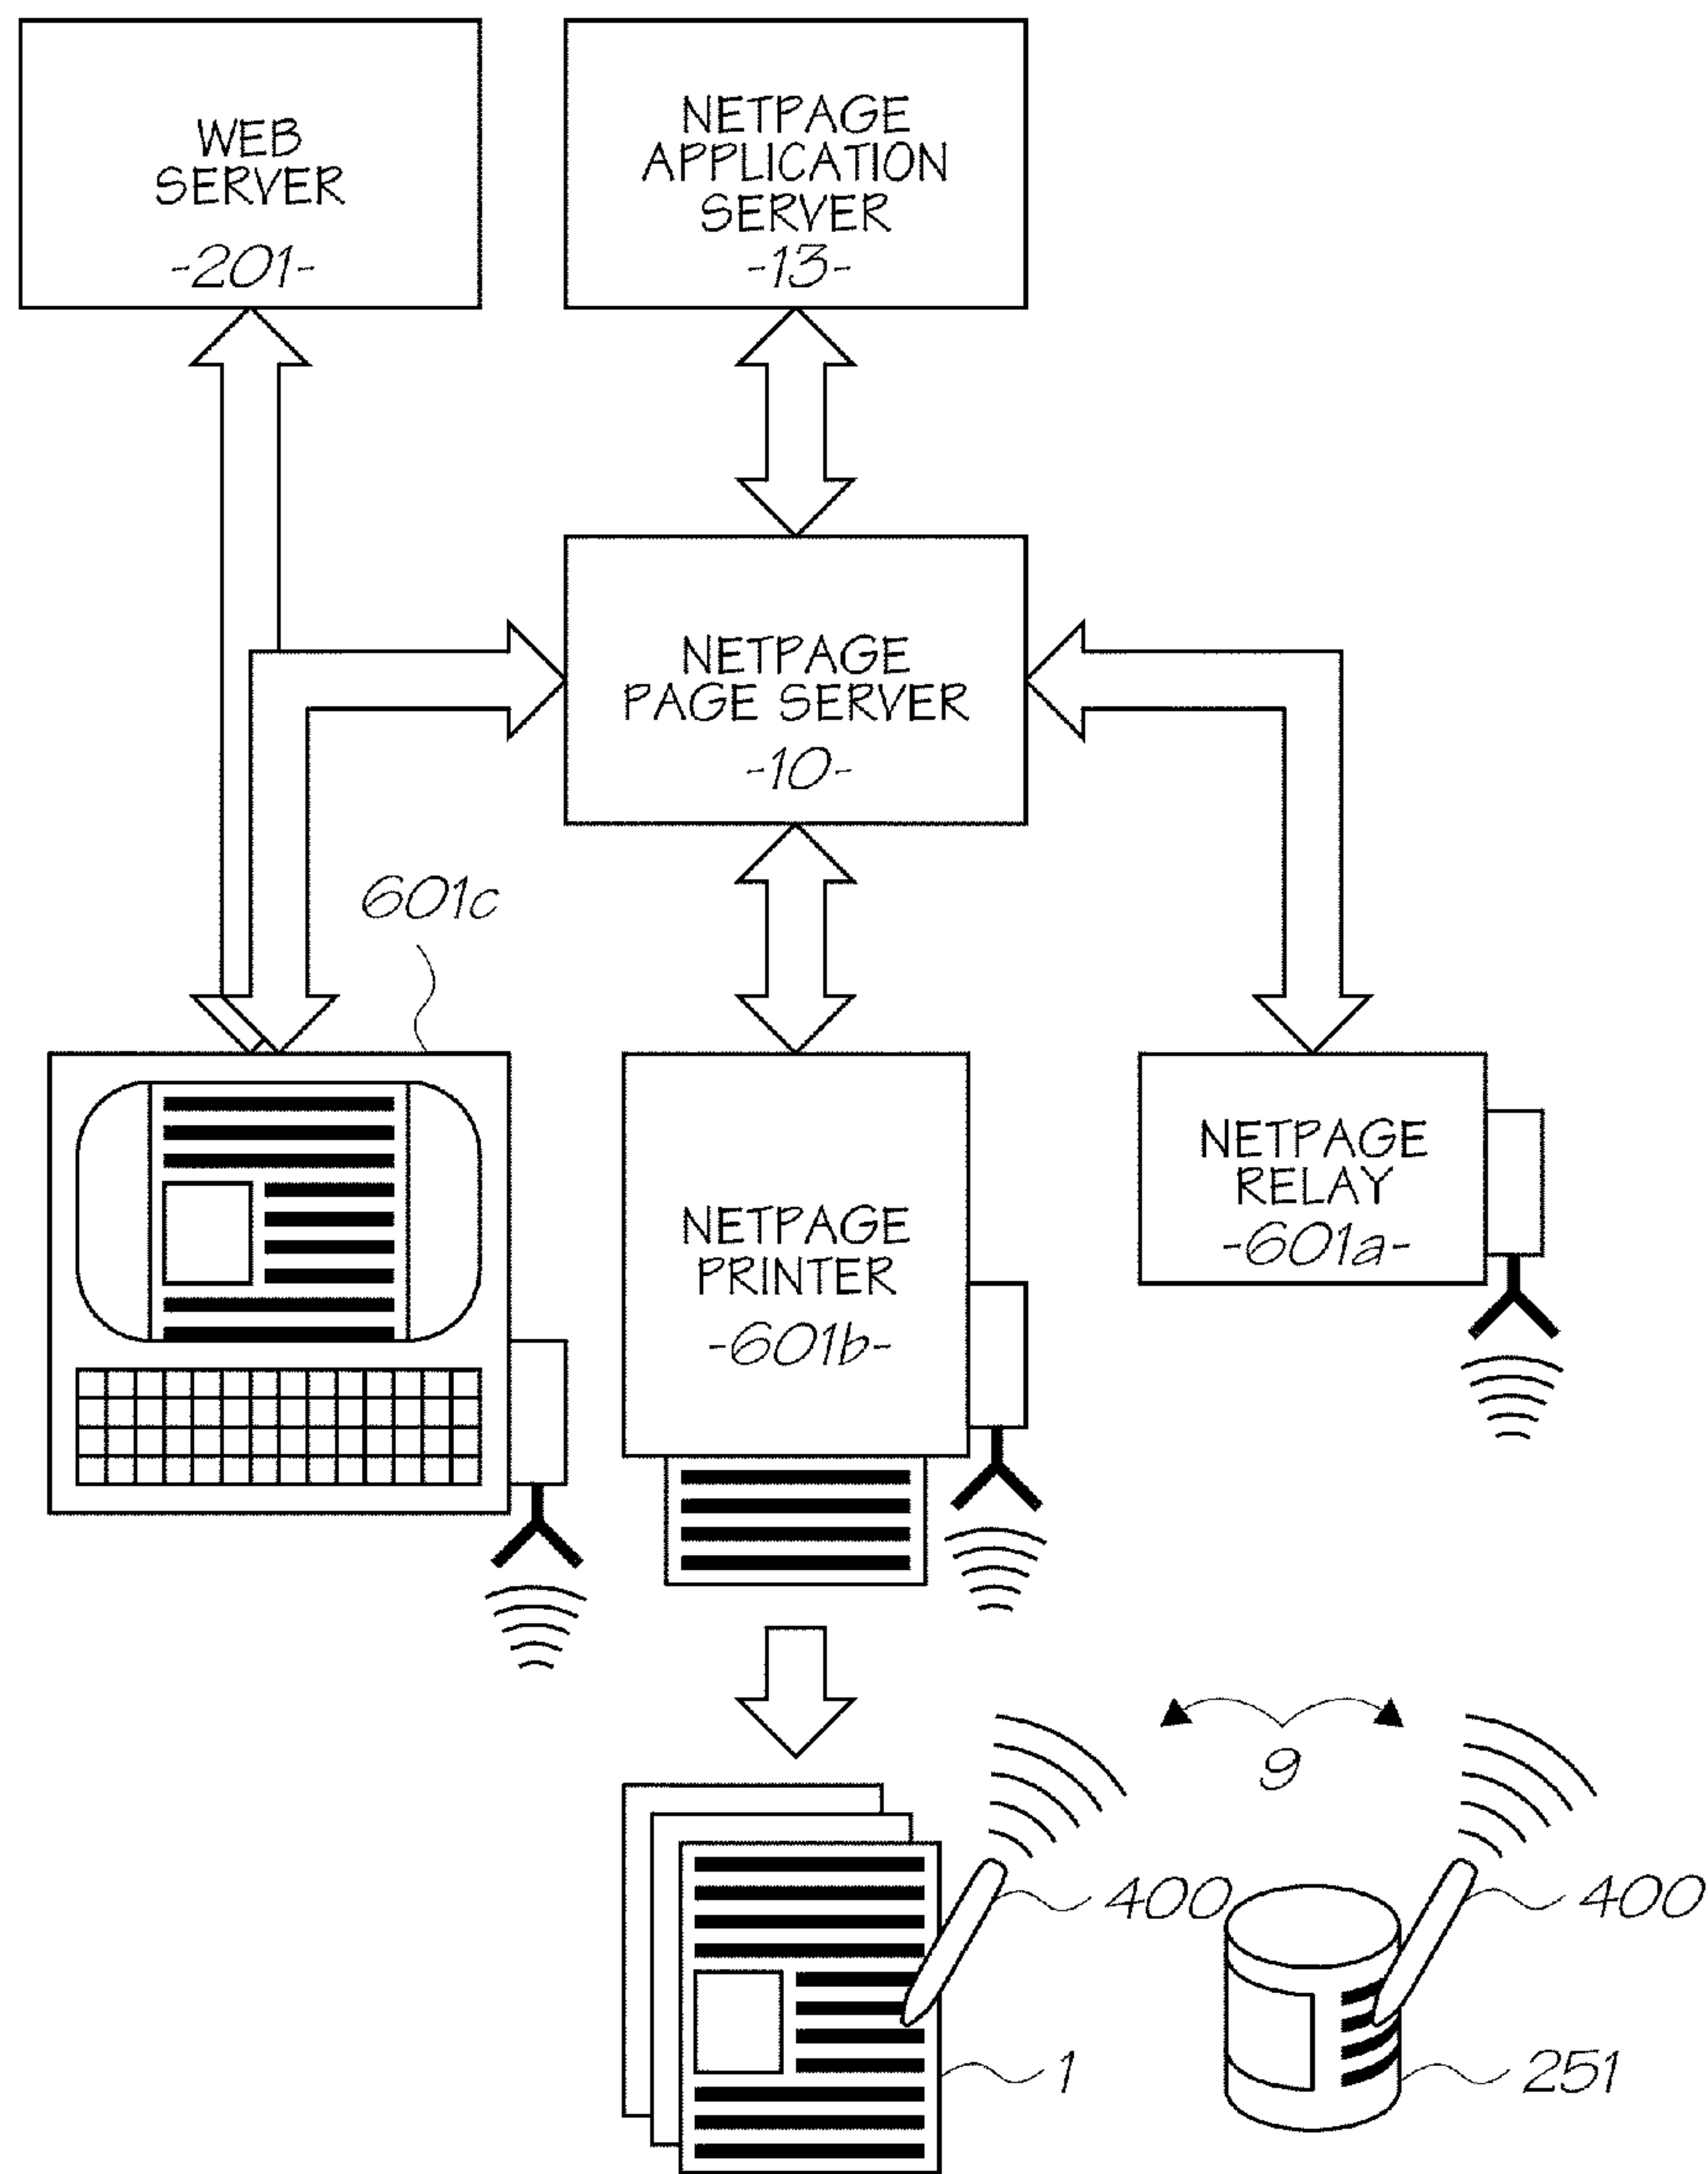 WEB
SERVER
-201-
NETPAGE
APPLICATION
SERVER
-13-
NETPAGE
PAGE SERVER
-10-
601c
NETPAGE
PRINTER
-601b-
NETPAGE
RELAY
-601a-
9
400
400
1
251